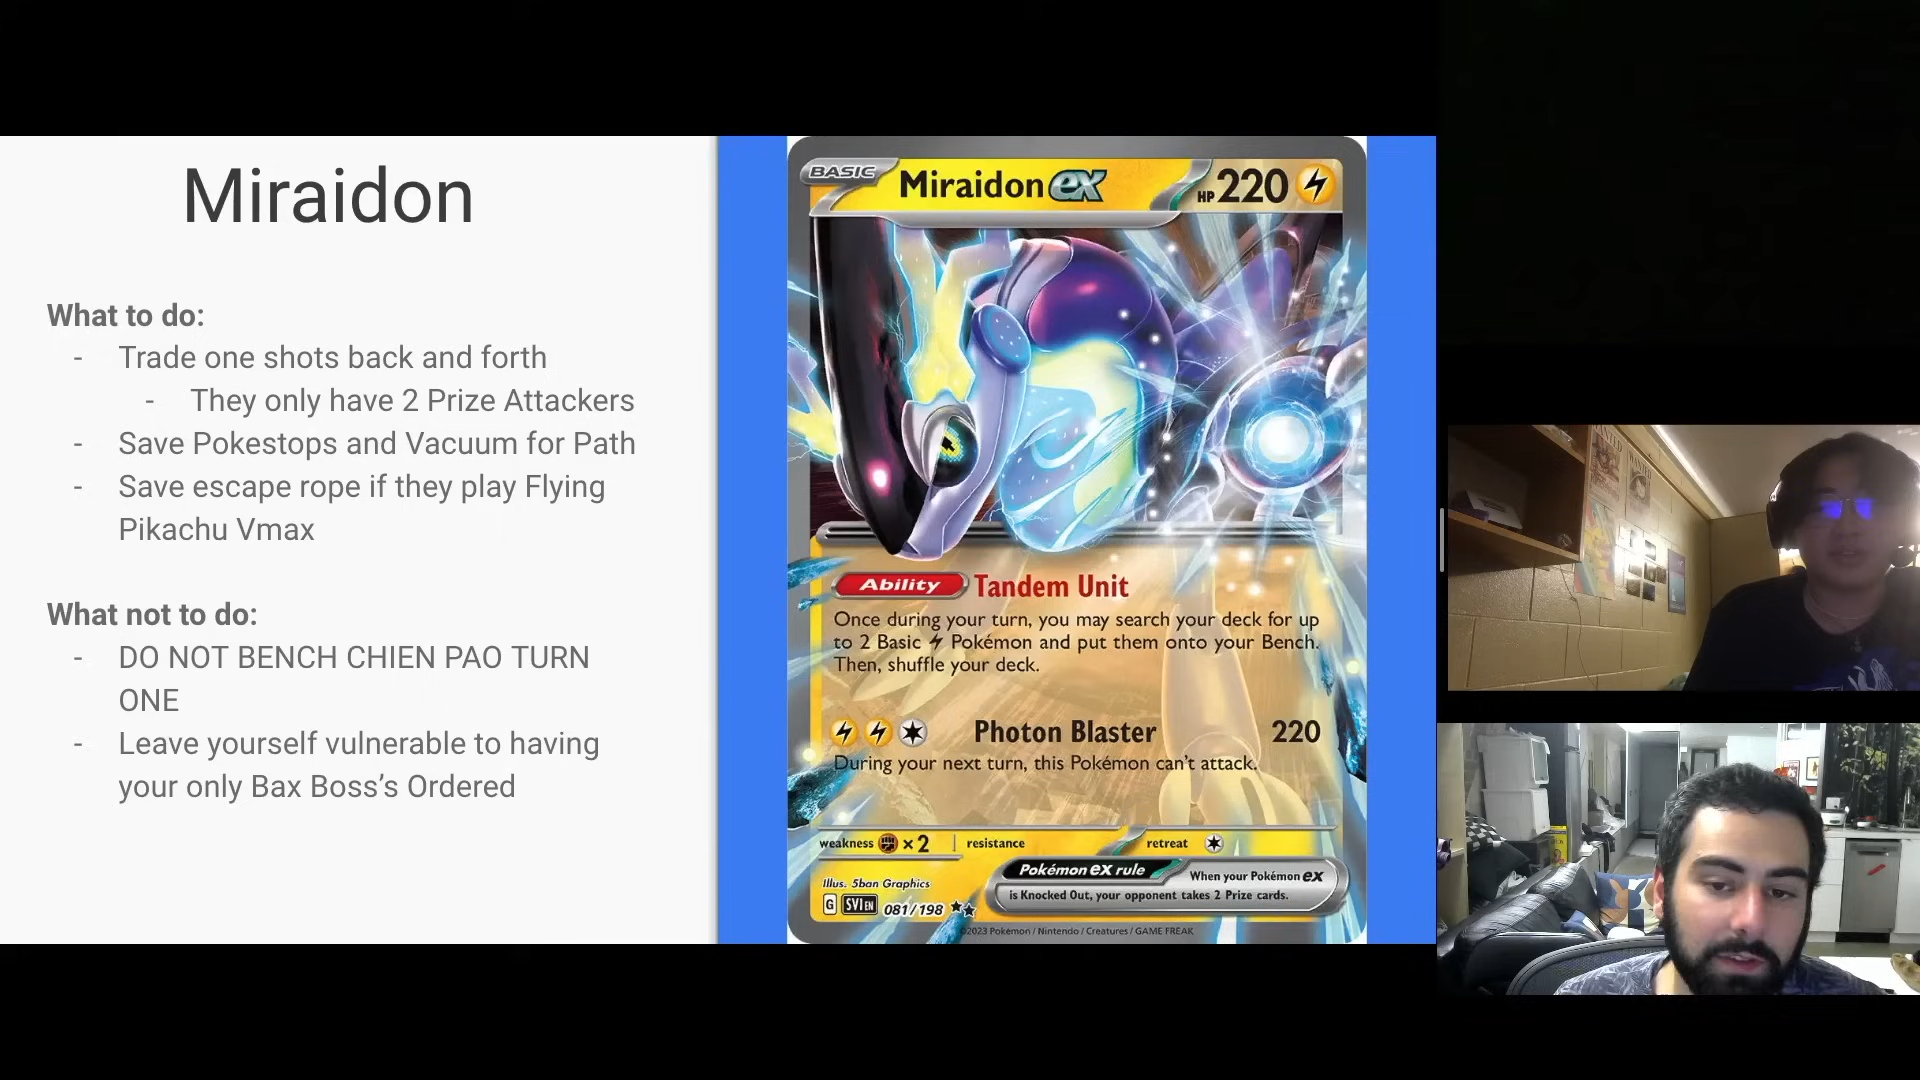 Miraidon
What to do:
- Trade one shots back and forth
- They only have 2 Prize Attackers
- Save Pokestops and Vacuum for Path
- Save escape rope if they play Flying
Pikachu Vmax
What not to do:
- DO NOT BENCH CHIEN PAO TURN
ONE
- Leave yourself vulnerable to having
your only Bax Boss’s Ordered
BASIC Miraidon ex HP 220
Ability Tandem Unit
Once during your turn, you may search your deck for up
to 2 Basic Pokémon and put them onto your Bench.
Then, shuffle your deck.
Photon Blaster 220
During your next turn, this Pokémon can't attack.
weakness ×2 resistance retreat
Pokémon ex rule When your Pokémon ex
is Knocked Out, your opponent takes 2 Prize cards.
Illus. 5ban Graphics
G SVI EN 081/198
©2023 Pokémon / Nintendo / Creatures / GAME FREAK
WANTED